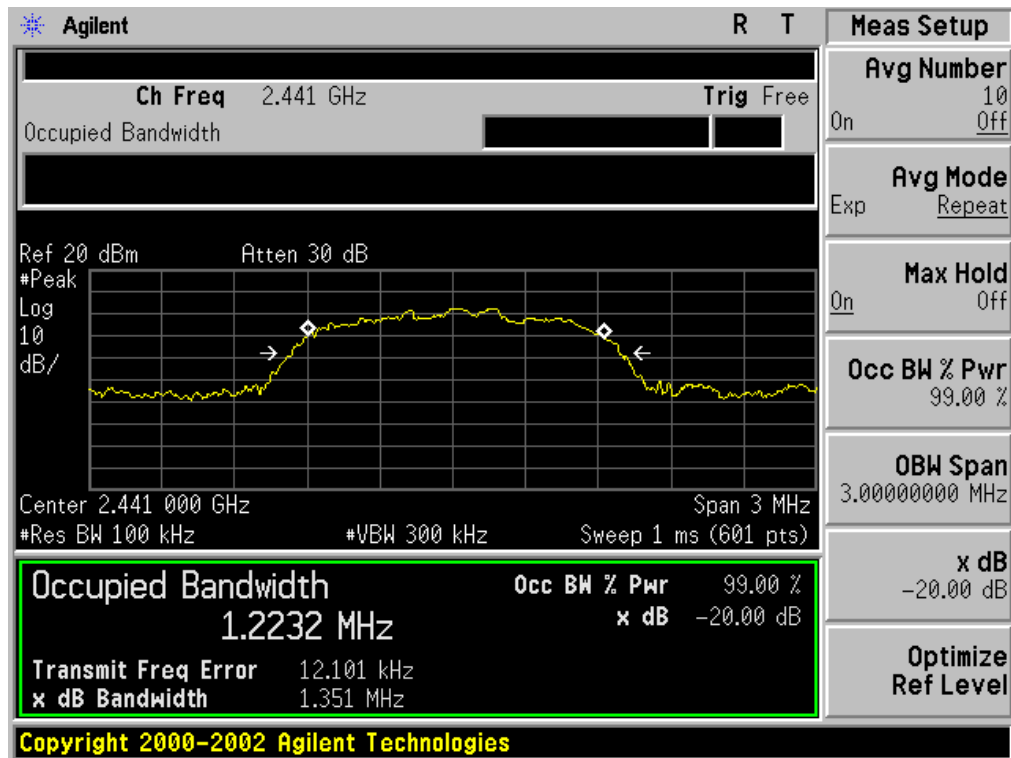 Agilent R T
Meas Setup
Ch Freq 2.441 GHz Trig Free
Occupied Bandwidth
Ref 20 dBm Atten 30 dB
#Peak
Log
10
dB/
Center 2.441 000 GHz Span 3 MHz
#Res BW 100 kHz #VBW 300 kHz Sweep 1 ms (601 pts)
Occupied Bandwidth
1.2232 MHz
Occ BW % Pwr 99.00 %
x dB -20.00 dB
Transmit Freq Error 12.101 kHz
x dB Bandwidth 1.351 MHz
Avg Number
10
On Off
Avg Mode
Exp Repeat
Max Hold
On Off
Occ BW % Pwr
99.00 %
OBW Span
3.00000000 MHz
x dB
-20.00 dB
Optimize
Ref Level
Copyright 2000-2002 Agilent Technologies